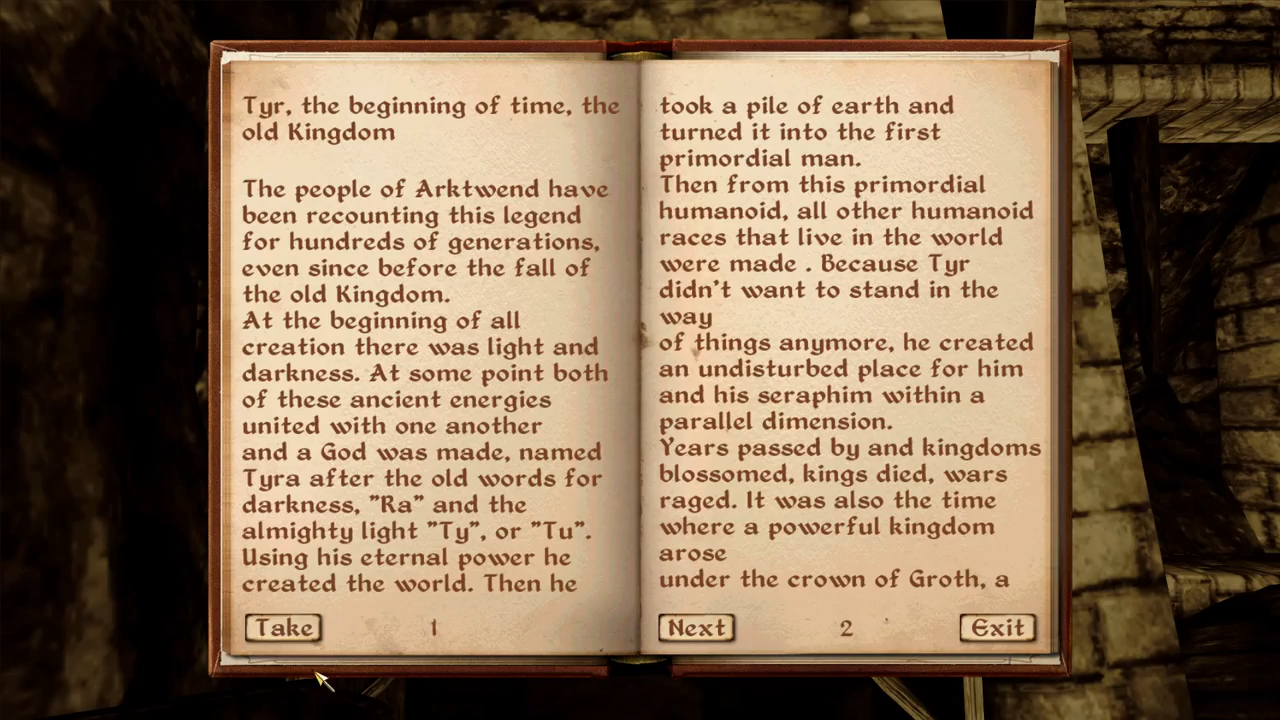 Tyr, the beginning of time, the
old Kingdom
The people of Arktwend have
been recounting this legend
for hundreds of generations,
even since before the fall of
the old Kingdom.
At the beginning of all
creation there was light and
darkness. At some point both
of these ancient energies
united with one another
and a God was made, named
Tyra after the old words for
darkness, "Ra" and the
almighty light "Ty", or "Tu".
Using his eternal power he
created the world. Then he
Take
1
took a pile of earth and
turned it into the first
primordial man.
Then from this primordial
humanoid, all other humanoid
races that live in the world
were made . Because Tyr
didn't want to stand in the
way
of things anymore, he created
an undisturbed place for him
and his seraphim within a
parallel dimension.
Years passed by and kingdoms
blossomed, kings died, wars
raged. It was also the time
where a powerful kingdom
arose
under the crown of Groth, a
Next
2
Exit